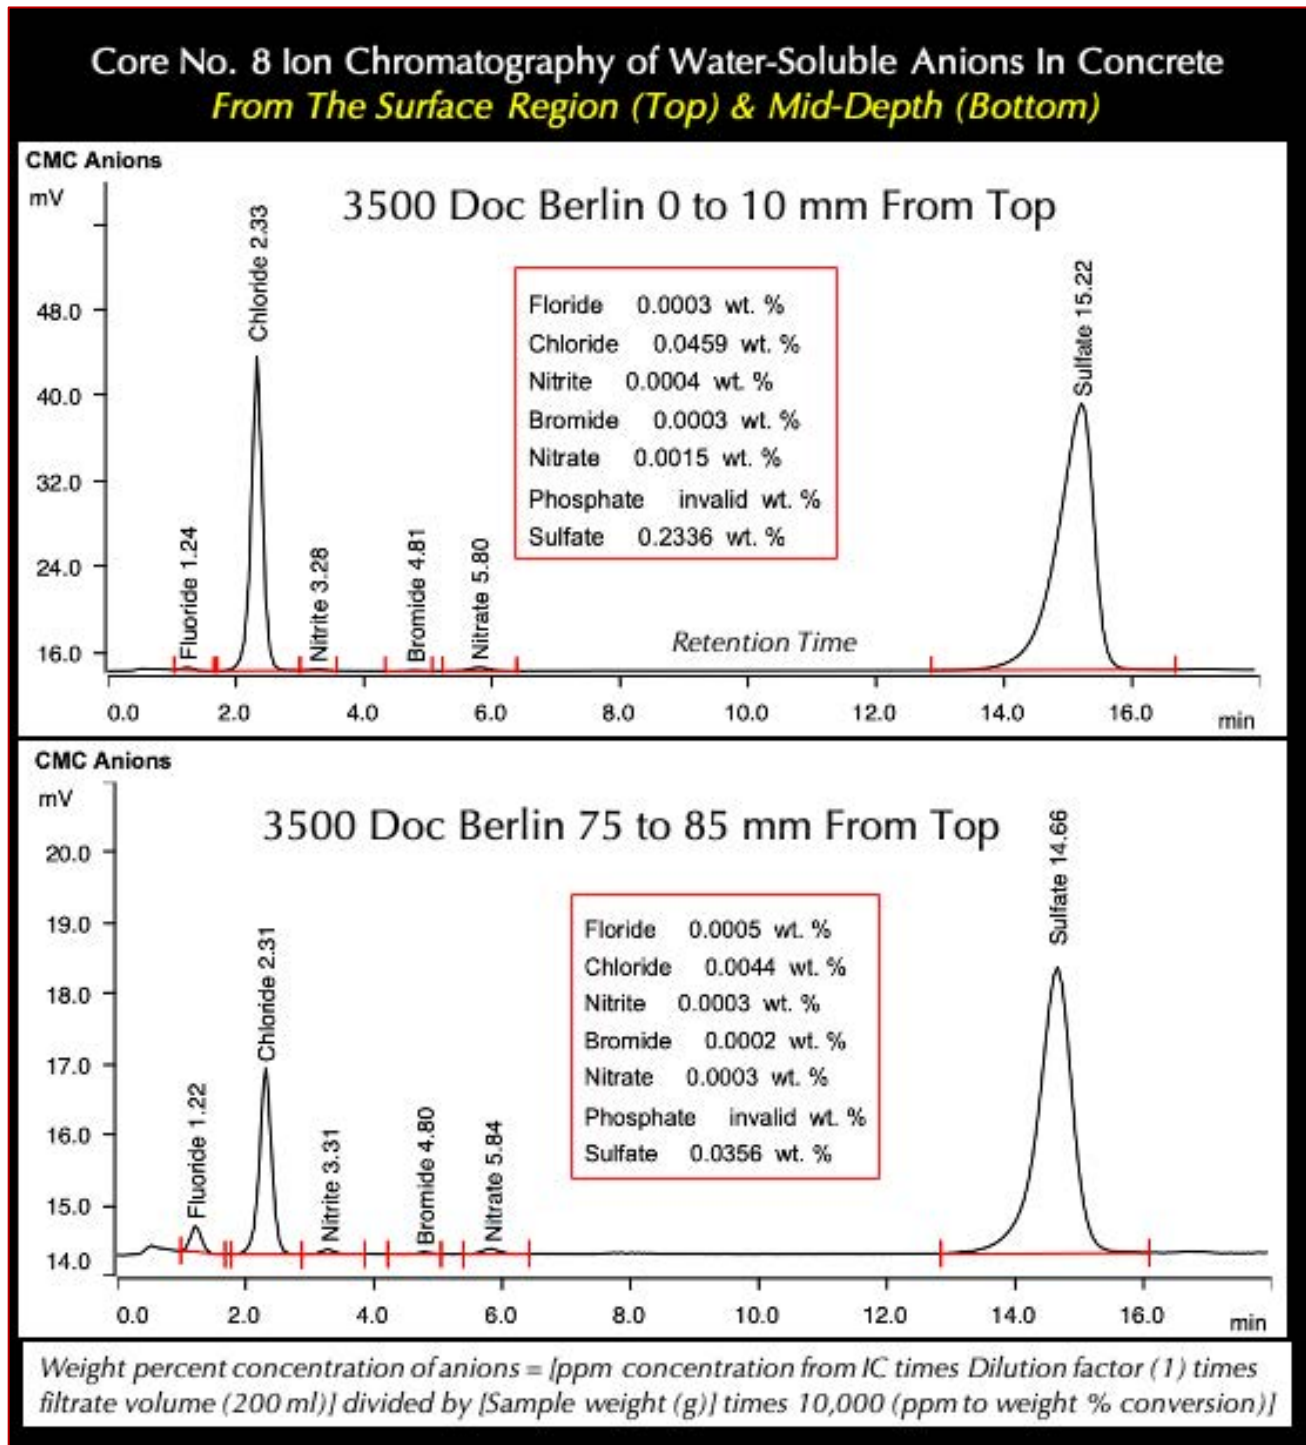 Core No. 8 Ion Chromatography of Water-Soluble Anions In Concrete
From The Surface Region (Top) & Mid-Depth (Bottom)
CMC Anions
mV
3500 Doc Berlin 0 to 10 mm From Top
48.0
40.0
32.0
24.0
16.0
Fluoride 1.24
Chloride 2.33
Nitrite 3.28
Bromide 4.81
Nitrate 5.80
Sulfate 15.22
Floride 0.0003 wt. %
Chloride 0.0459 wt. %
Nitrite 0.0004 wt. %
Bromide 0.0003 wt. %
Nitrate 0.0015 wt. %
Phosphate invalid wt. %
Sulfate 0.2336 wt. %
Retention Time
0.0 2.0 4.0 6.0 8.0 10.0 12.0 14.0 16.0 min
CMC Anions
mV
3500 Doc Berlin 75 to 85 mm From Top
20.0
19.0
18.0
17.0
16.0
15.0
14.0
Fluoride 1.22
Chloride 2.31
Nitrite 3.31
Bromide 4.80
Nitrate 5.84
Sulfate 14.66
Floride 0.0005 wt. %
Chloride 0.0044 wt. %
Nitrite 0.0003 wt. %
Bromide 0.0002 wt. %
Nitrate 0.0003 wt. %
Phosphate invalid wt. %
Sulfate 0.0356 wt. %
0.0 2.0 4.0 6.0 8.0 10.0 12.0 14.0 16.0 min
Weight percent concentration of anions = [ppm concentration from IC times Dilution factor (1) times
filtrate volume (200 ml)] divided by [Sample weight (g)] times 10,000 (ppm to weight % conversion)]